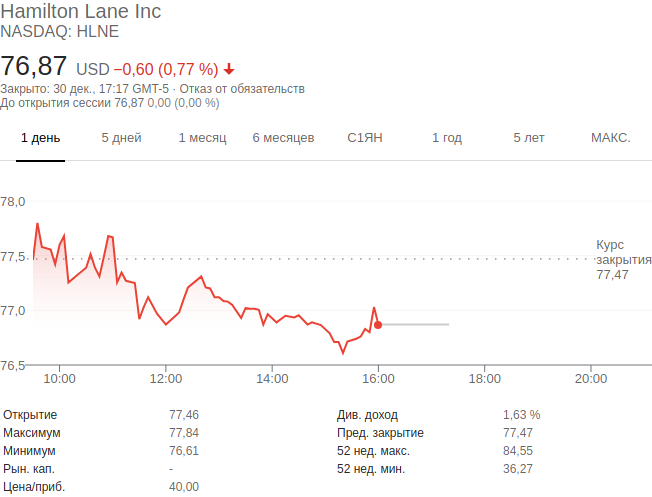 Hamilton Lane Inc
NASDAQ: HLNE
76,87 USD −0,60 (0,77 %)
Закрыто: 30 дек., 17:17 GMT-5 · Отказ от обязательств
До открытия сессии 76,87 0,00 (0,00 %)
1 день 5 дней 1 месяц 6 месяцев С1ЯН 1 год 5 лет МАКС.
78,0
77,5
77,0
76,5
Курс
закрытия
77,47
10:00 12:00 14:00 16:00 18:00 20:00
Открытие 77,46 Див. доход 1,63 %
Максимум 77,84 Пред. закрытие 77,47
Минимум 76,61 52 нед. макс. 84,55
Рын. кап. - 52 нед. мин. 36,27
Цена/приб. 40,00